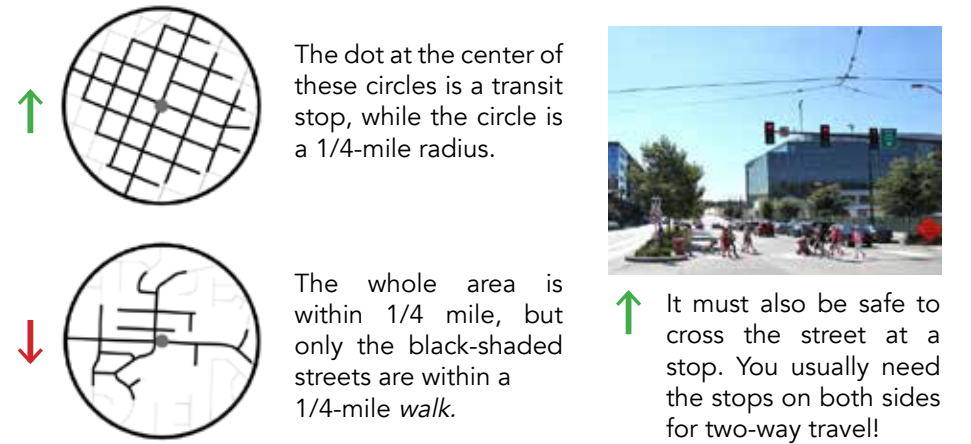 The dot at the center of
these circles is a transit
stop, while the circle is
a 1/4-mile radius.
The whole area is
within 1/4 mile, but
only the black-shaded
streets are within a
1/4-mile walk.
It must also be safe to
cross the street at a
stop. You usually need
the stops on both sides
for two-way travel!